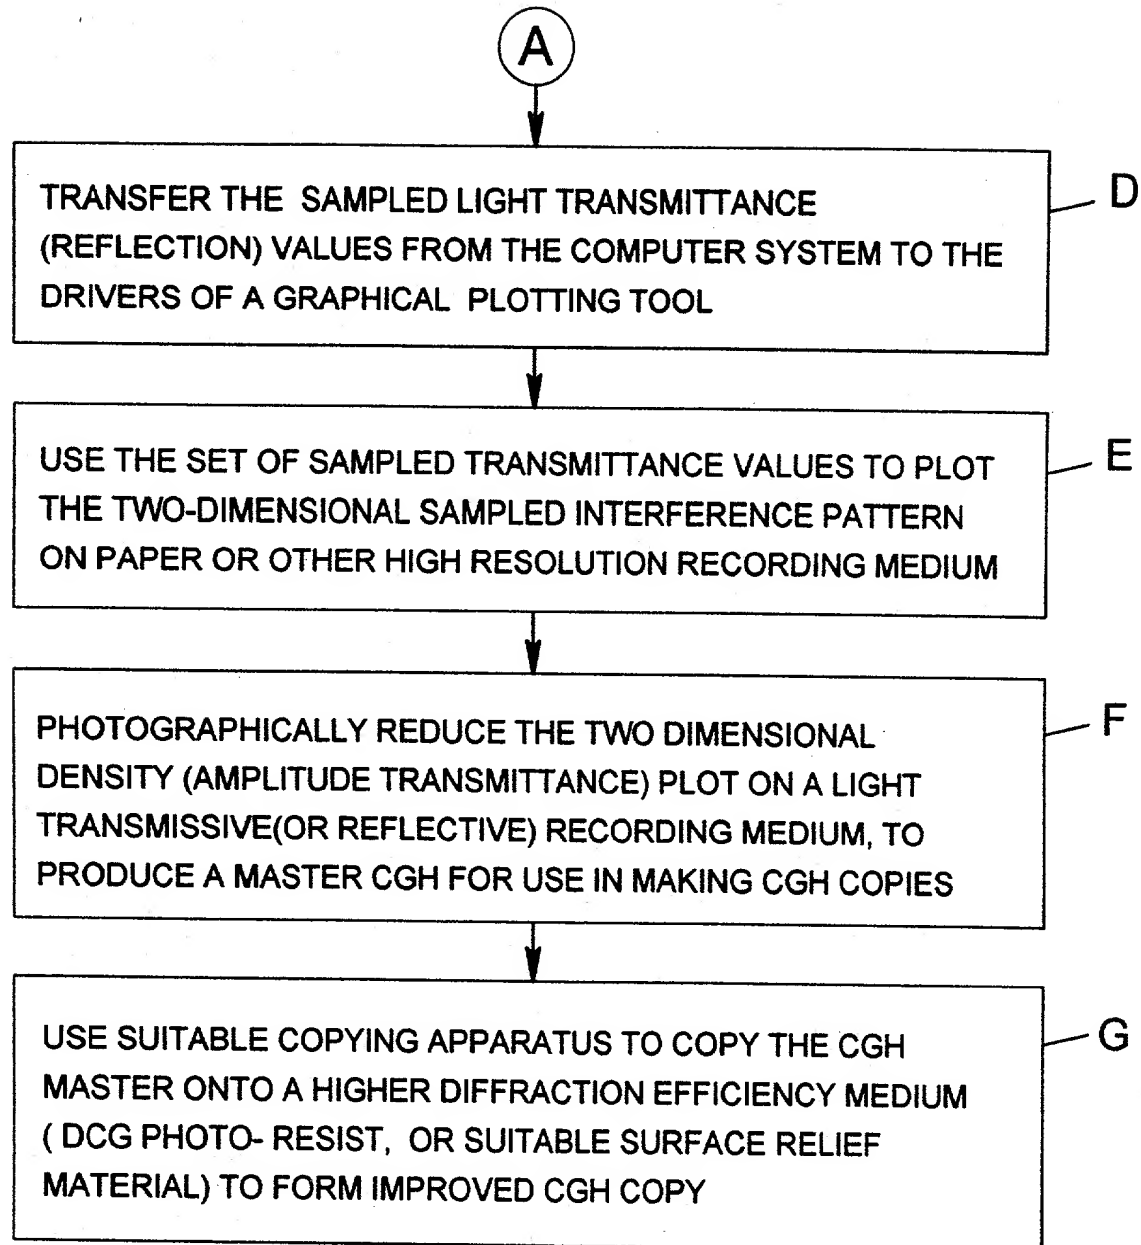 A
TRANSFER THE SAMPLED LIGHT TRANSMITTANCE
D
(REFLECTION) VALUES FROM THE COMPUTER SYSTEM TO THE
DRIVERS OF A GRAPHICAL PLOTTING TOOL
USE THE SET OF SAMPLED TRANSMITTANCE VALUES TO PLOT
E
THE TWO-DIMENSIONAL SAMPLED INTERFERENCE PATTERN
ON PAPER OR OTHER HIGH RESOLUTION RECORDING MEDIUM
PHOTOGRAPHICALLY REDUCE THE TWO DIMENSIONAL
F
DENSITY (AMPLITUDE TRANSMITTANCE) PLOT ON A LIGHT
TRANSMISSIVE(OR REFLECTIVE) RECORDING MEDIUM, TO
PRODUCE A MASTER CGH FOR USE IN MAKING CGH COPIES
USE SUITABLE COPYING APPARATUS TO COPY THE CGH
G
MASTER ONTO A HIGHER DIFFRACTION EFFICIENCY MEDIUM
( DCG PHOTO- RESIST, OR SUITABLE SURFACE RELIEF
MATERIAL) TO FORM IMPROVED CGH COPY